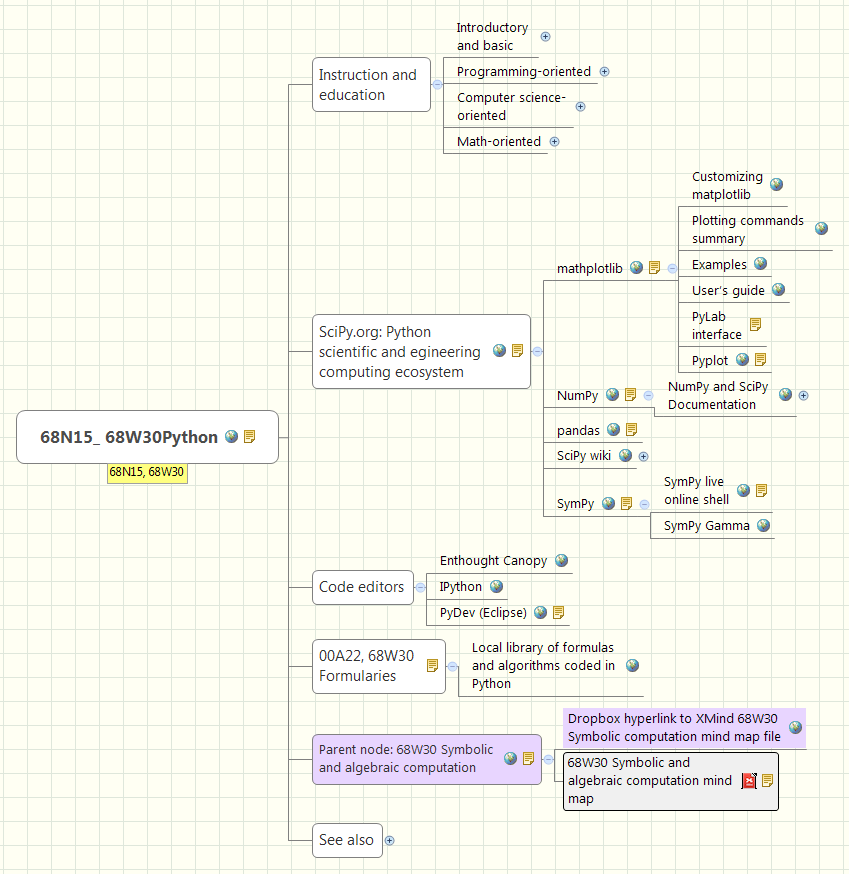 Introductory
and basic
Programming-oriented
Computer science-
oriented
Math-oriented
Instruction and
education
Customizing
matplotlib
Plotting commands
summary
Examples
User's guide
PyLab
interface
Pyplot
mathplotlib
SciPy.org: Python
scientific and egineering
computing ecosystem
NumPy
NumPy and SciPy
Documentation
pandas
SciPy wiki
SymPy
SymPy live
online shell
SymPy Gamma
68N15_ 68W30Python
68N15, 68W30
Code editors
Enthought Canopy
IPython
PyDev (Eclipse)
00A22, 68W30
Formularies
Local library of formulas
and algorithms coded in
Python
Parent node: 68W30 Symbolic
and algebraic computation
Dropbox hyperlink to XMind 68W30
Symbolic computation mind map file
68W30 Symbolic and
algebraic computation mind
map
See also